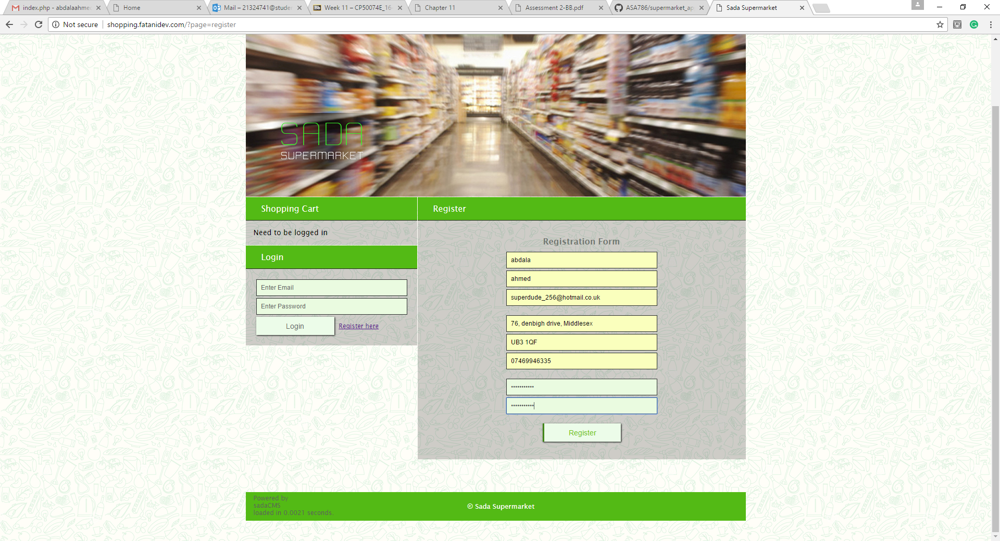 index.php - abdalaahmed
Home
Mail – 21324741@studen
Week 11 – CP50074E_16-
Chapter 11
Assessment 2-BB.pdf
ASA786/supermarket_ap
Sada Supermarket
Not secure
shopping.fatanidev.com/?page=register
SADA
SUPERMARKET
Shopping Cart
Need to be logged in
Login
Enter Email
Enter Password
Login
Register here
Register
Registration Form
abdala
ahmed
superdude_256@hotmail.co.uk
76, denbigh drive, Middlesex
UB3 1QF
07469946335
•••••••••••
•••••••••••
Register
Powered by
sadaCMS
loaded in 0.0021 seconds.
© Sada Supermarket